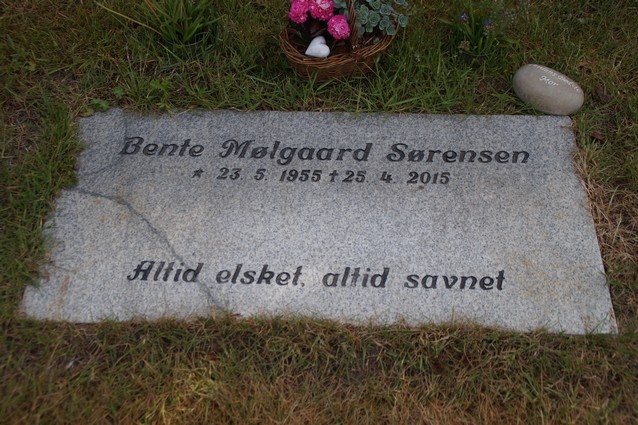 Bente Mølgaard Sørensen
* 23. 5. 1955 † 25. 4. 2015
Altid elsket, altid savnet